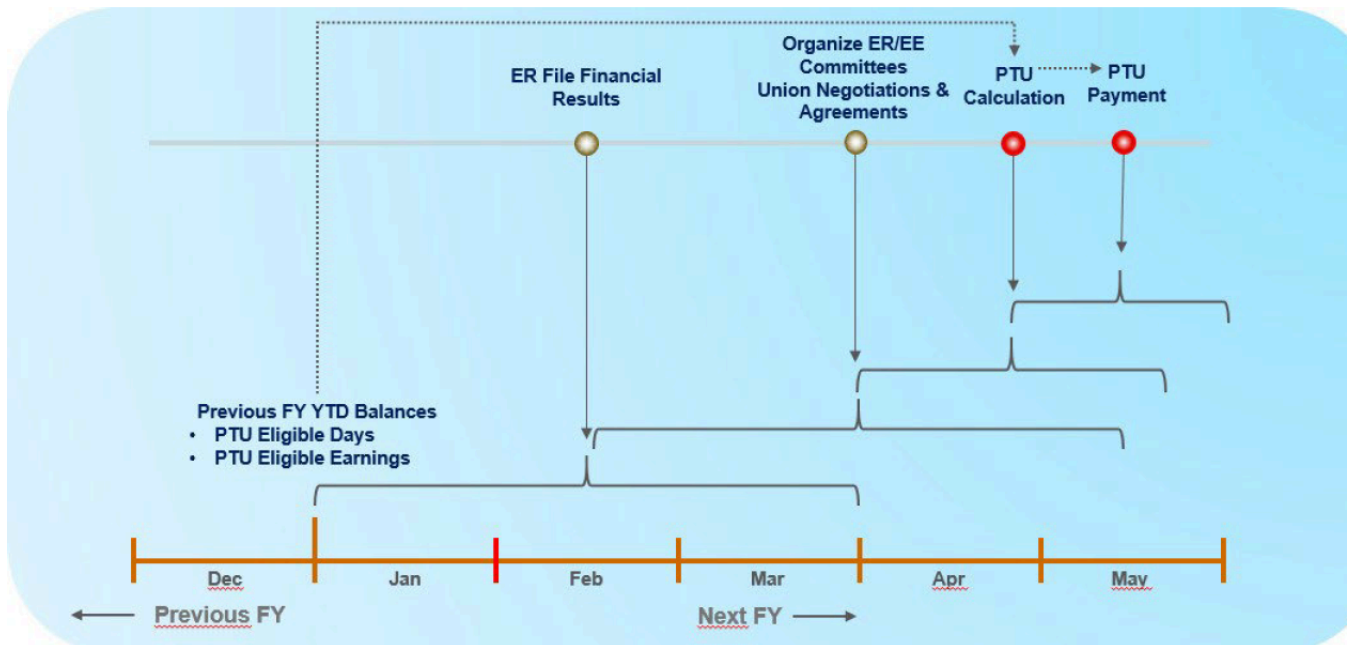 ER File Financial
Results
Organize ER/EE
Committees
Union Negotiations &
Agreements
PTU
Calculation
PTU
Payment
Previous FY YTD Balances
• PTU Eligible Days
• PTU Eligible Earnings
Dec
Jan
Feb
Mar
Apr
May
Previous FY
Next FY